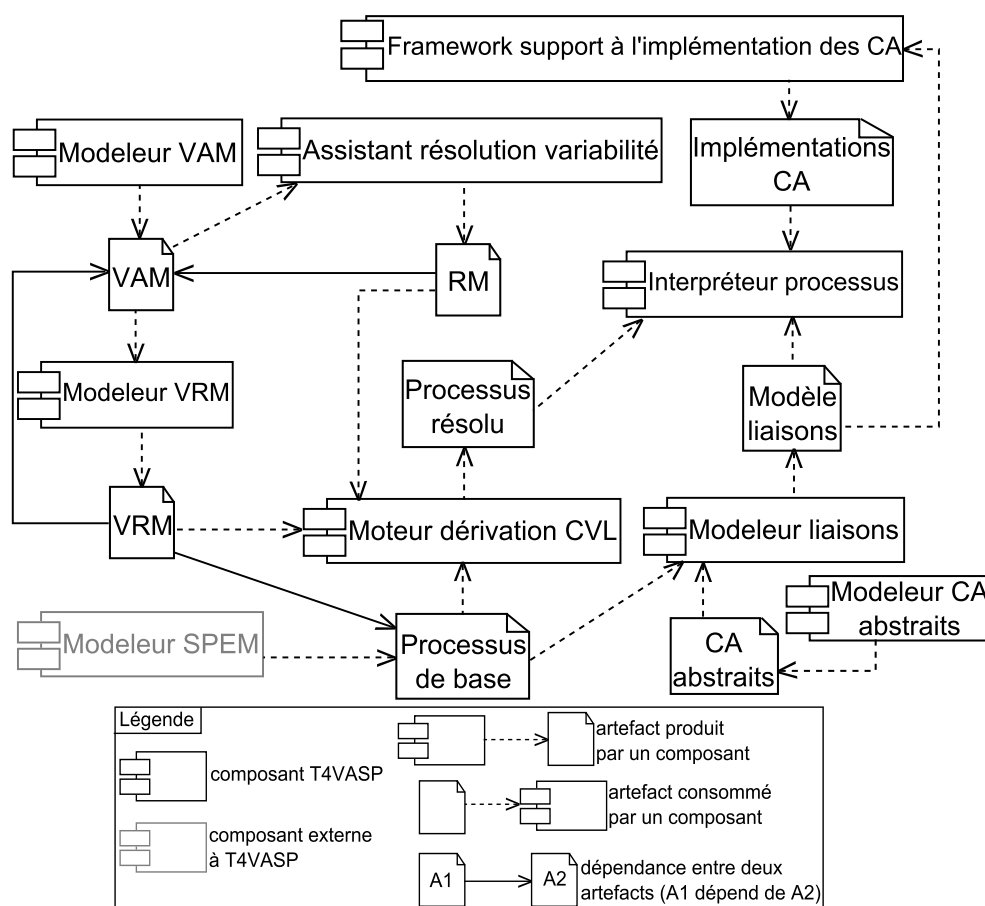 Framework support à l'implémentation des CA
Modeleur VAM
Assistant résolution variabilité
Implémentations
CA
VAM
RM
Interpréteur processus
Modeleur VRM
Processus
résolu
Modèle
liaisons
VRM
Moteur dérivation CVL
Modeleur liaisons
Modeleur CA
abstraits
Modeleur SPEM
Processus
de base
CA
abstraits
Légende
composant T4VASP
artefact produit
par un composant
composant externe
à T4VASP
artefact consommé
par un composant
A1
A2
dépendance entre deux
artefacts (A1 dépend de A2)